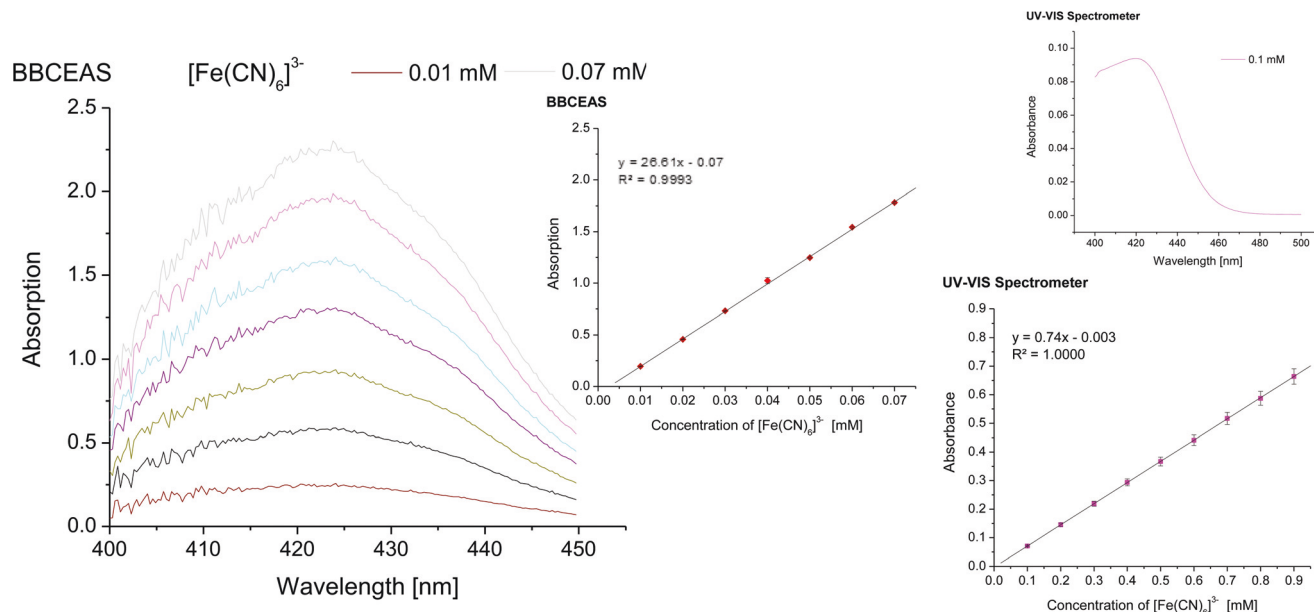 BBCEAS [Fe(CN)₆]³⁻ 0.01 mM 0.07 mM
2.5
2.0
1.5
1.0
0.5
0.0
Absorption
400 410 420 430 440 450
Wavelength [nm]
BBCEAS
2.5
2.0
1.5
1.0
0.5
0.0
Absorption
y = 26.61x - 0.07
R² = 0.9993
0.00 0.01 0.02 0.03 0.04 0.05 0.06 0.07
Concentration of [Fe(CN)₆]³⁻ [mM]
UV-VIS Spectrometer
0.10
0.08
0.06
0.04
0.02
0.00
Absorbance
0.1 mM
400 420 440 460 480 500
Wavelength [nm]
UV-VIS Spectrometer
0.9
0.8
0.7
0.6
0.5
0.4
0.3
0.2
0.1
0.0
Absorbance
y = 0.74x - 0.003
R² = 1.0000
0.0 0.1 0.2 0.3 0.4 0.5 0.6 0.7 0.8 0.9
Concentration of [Fe(CN)₆]³⁻ [mM]